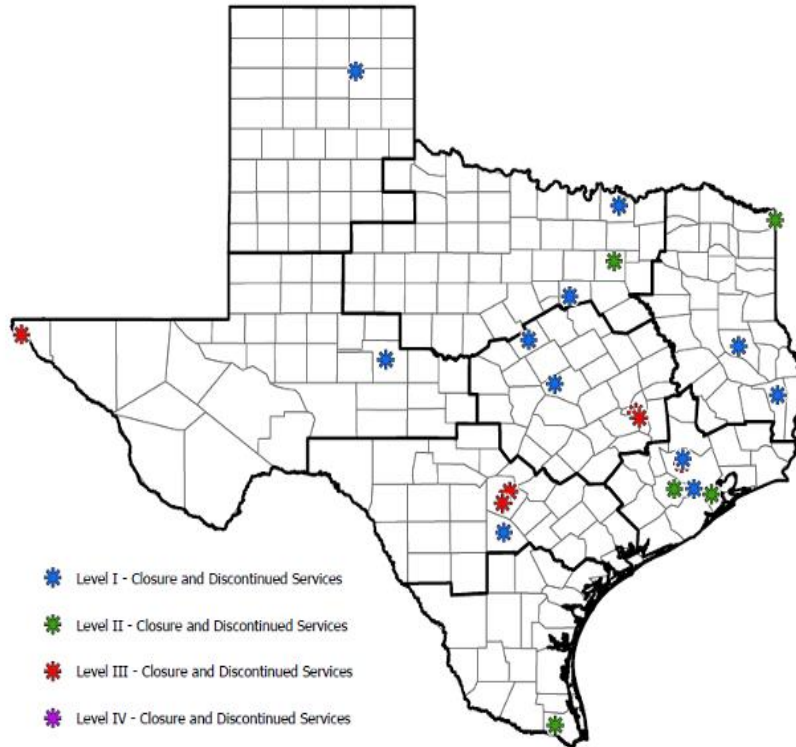 Level I - Closure and Discontinued Services
Level II - Closure and Discontinued Services
Level III - Closure and Discontinued Services
Level IV - Closure and Discontinued Services